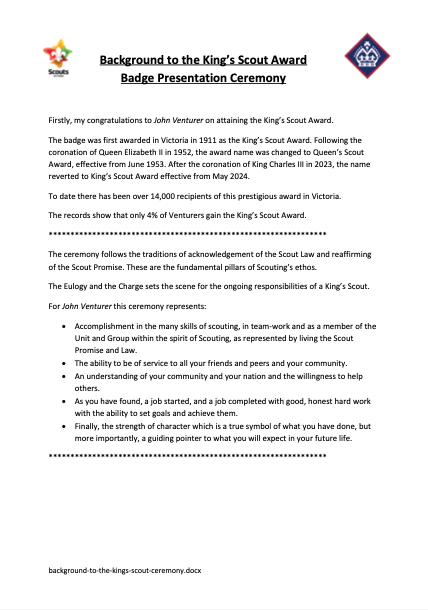 Background to the King's Scout Award
Badge Presentation Ceremony
Scouts
Firstly, my congratulations to John Venturer on attaining the King's Scout Award.
The badge was first awarded in Victoria in 1911 as the King's Scout Award. Following the
coronation of Queen Elizabeth II in 1952, the award name was changed to Queen's Scout
Award, effective from June 1953. After the coronation of King Charles III in 2023, the name
reverted to King's Scout Award effective from May 2024.
To date there has been over 14,000 recipients of this prestigious award in Victoria.
The records show that only 4% of Venturers gain the King's Scout Award.
****************************************************************
The ceremony follows the traditions of acknowledgement of the Scout Law and reaffirming
of the Scout Promise. These are the fundamental pillars of Scouting's ethos.
The Eulogy and the Charge sets the scene for the ongoing responsibilities of a King's Scout.
For John Venturer this ceremony represents:
• Accomplishment in the many skills of scouting, in team-work and as a member of the
Unit and Group within the spirit of Scouting, as represented by living the Scout
Promise and Law.
• The ability to be of service to all your friends and peers and your community.
• An understanding of your community and your nation and the willingness to help
others.
• As you have found, a job started, and a job completed with good, honest hard work
with the ability to set goals and achieve them.
• Finally, the strength of character which is a true symbol of what you have done, but
more importantly, a guiding pointer to what you will expect in your future life.
****************************************************************
background-to-the-kings-scout-ceremony.docx